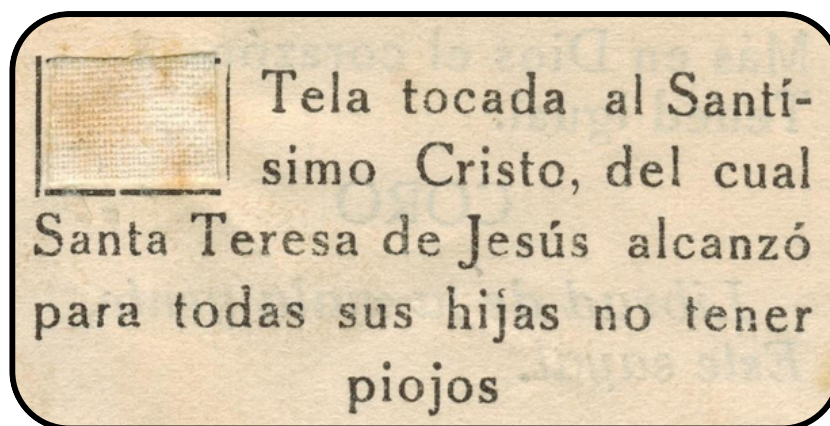 Tela tocada al Santí-
simo Cristo, del cual
Santa Teresa de Jesús alcanzó
para todas sus hijas no tener
piojos